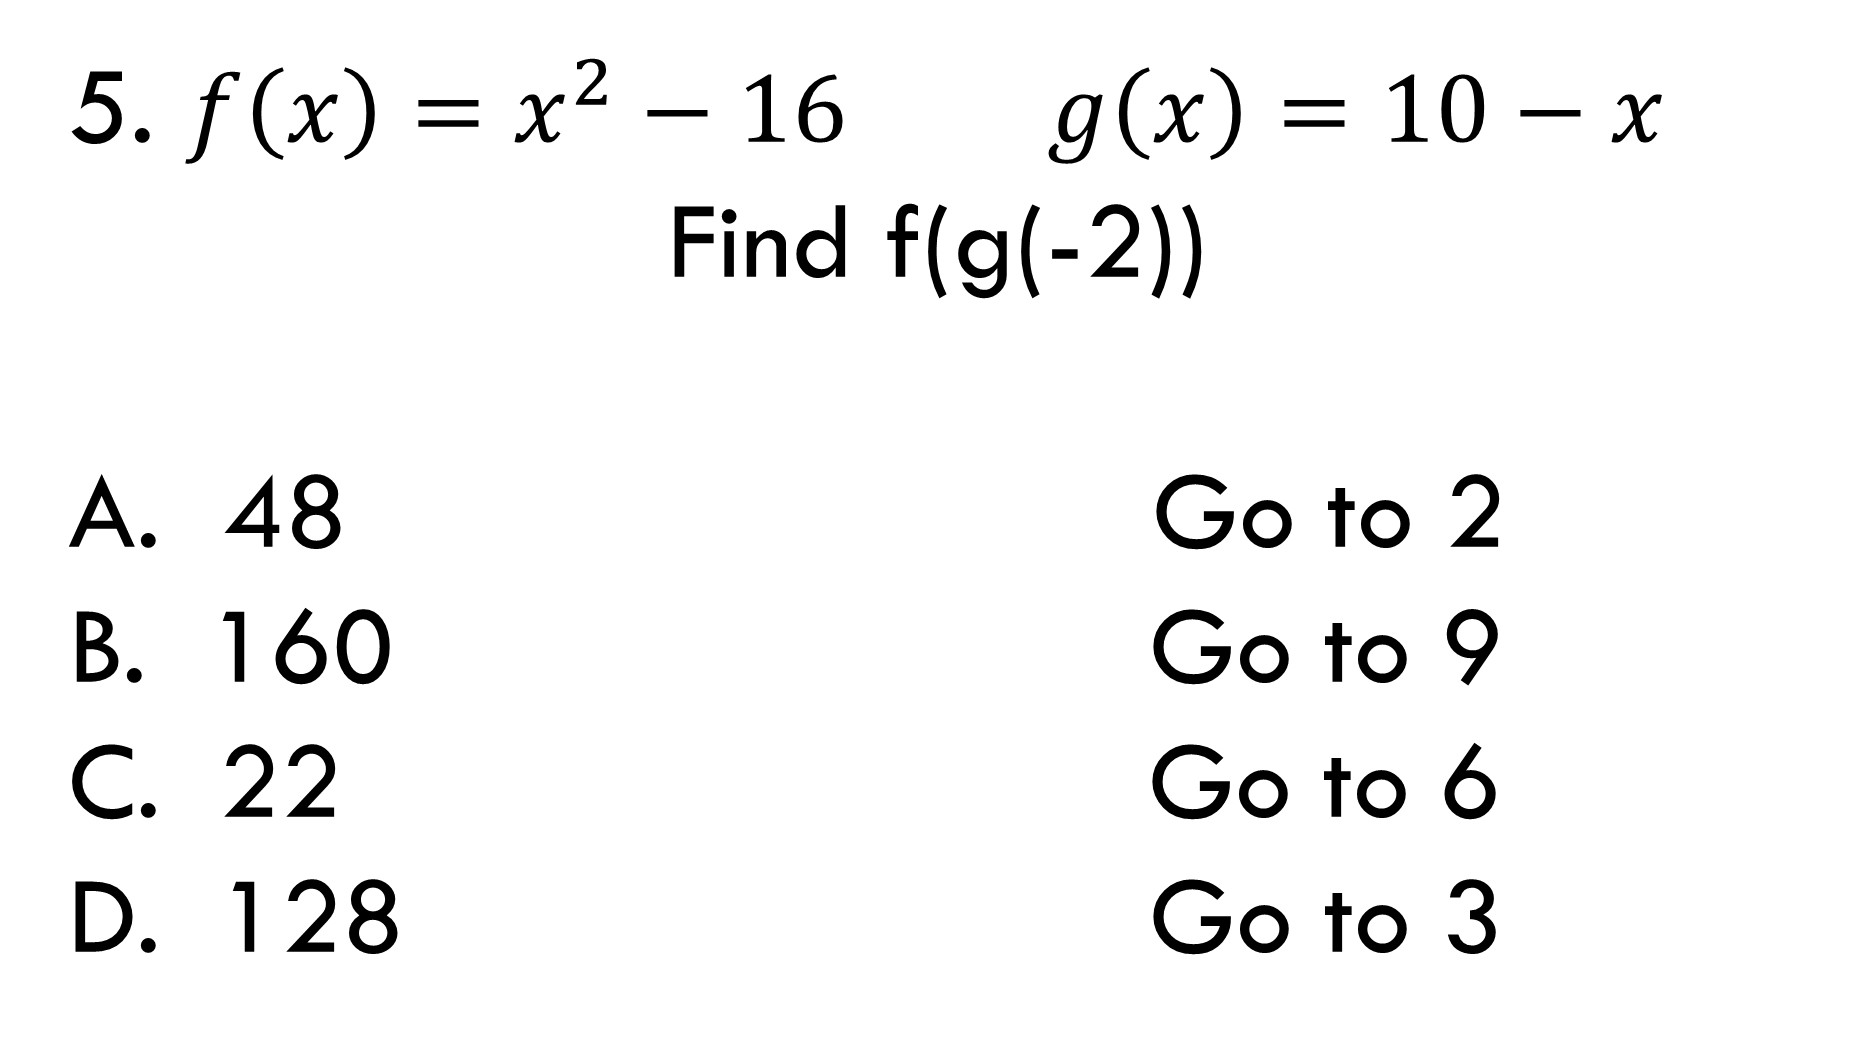 5. f(x) = x² − 16 g(x) = 10 − x
Find f(g(-2))
A. 48 Go to 2
B. 160 Go to 9
C. 22 Go to 6
D. 128 Go to 3